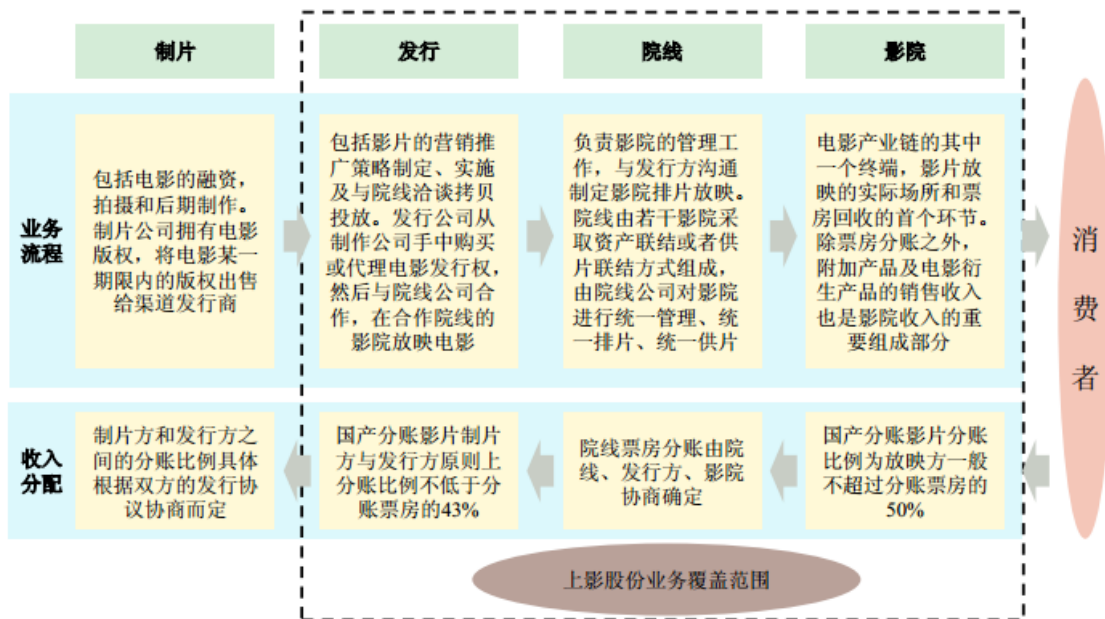 制片
发行
院线
影院
业务
流程
包括电影的融资，
拍摄和后期制作。
制片公司拥有电影
版权，将电影某一
期限内的版权出售
给渠道发行商
包括影片的营销推
广策略制定、实施
及与院线洽谈拷贝
投放。发行公司从
制作公司手中购买
或代理电影发行权，
然后与院线公司合
作，在合作院线的
影院放映电影
负责影院的管理工
作，与发行方沟通
制定影院排片放映。
院线由若干影院采
取资产联结或者供
片联结方式组成，
由院线公司对影院
进行统一管理、统
一排片、统一供片
电影产业链的其中
一个终端，影片放
映的实际场所和票
房回收的首个环节。
除票房分账之外，
附加产品及电影衍
生产品的销售收入
也是影院收入的重
要组成部分
消
费
者
收入
分配
制片方和发行方之
间的分账比例具体
根据双方的发行协
议协商而定
国产分账影片制片
方与发行方原则上
分账比例不低于分
账票房的43%
院线票房分账由院
线、发行方、影院
协商确定
国产分账影片分账
比例为放映方一般
不超过分账票房的
50%
上影股份业务覆盖范围